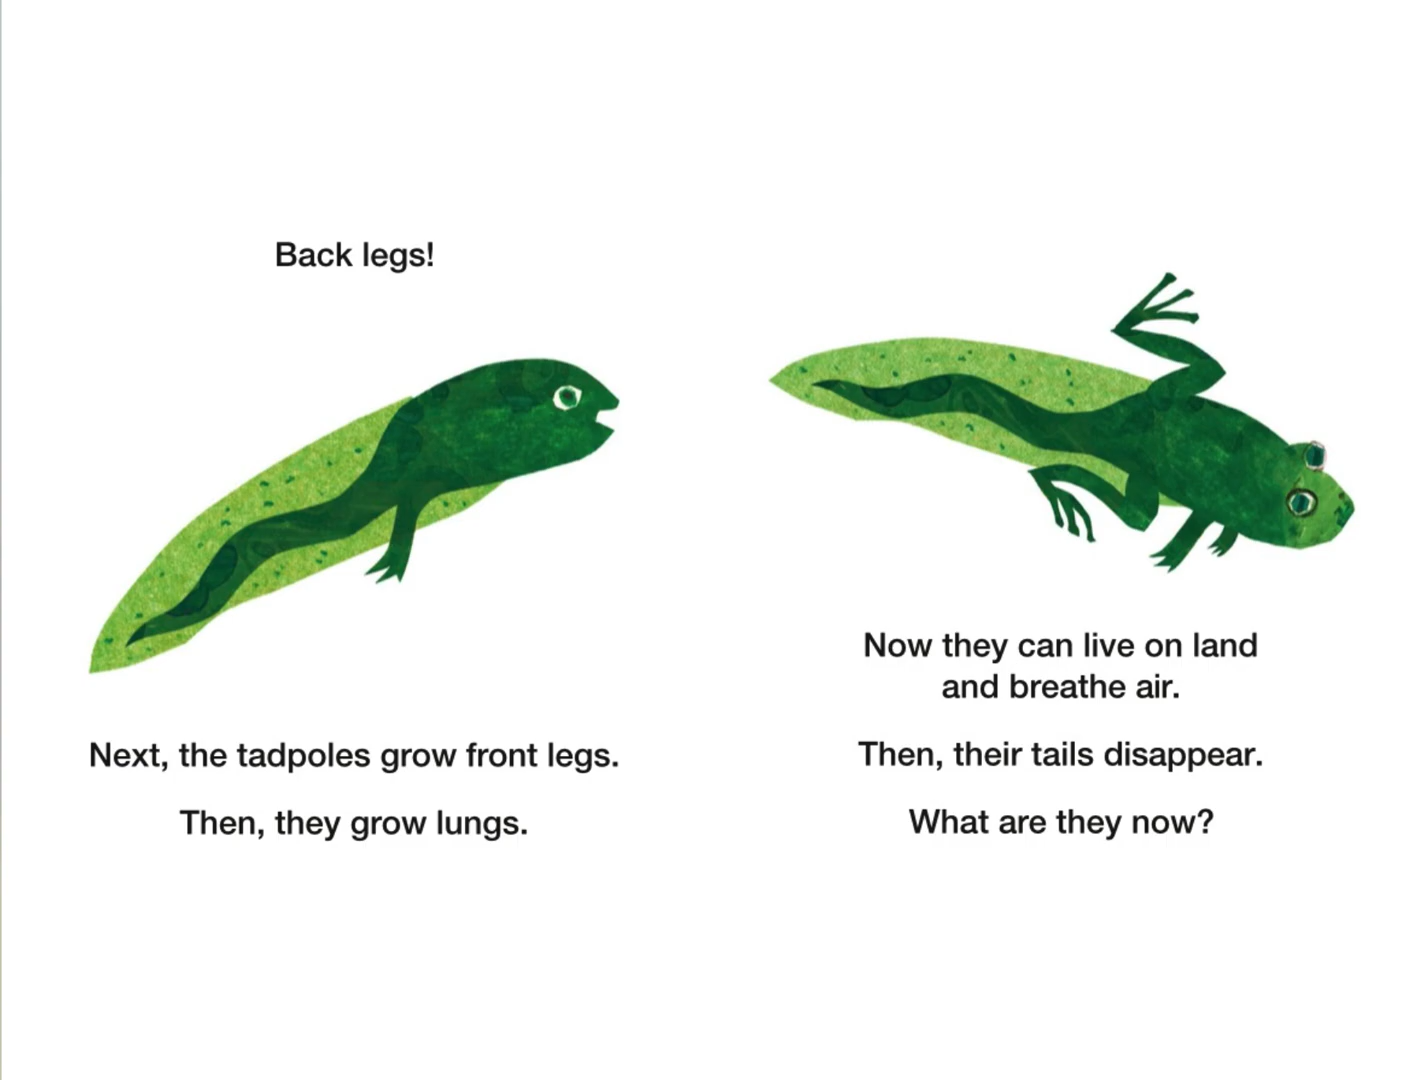 Back legs!
Next, the tadpoles grow front legs.
Then, they grow lungs.
Now they can live on land
and breathe air.
Then, their tails disappear.
What are they now?